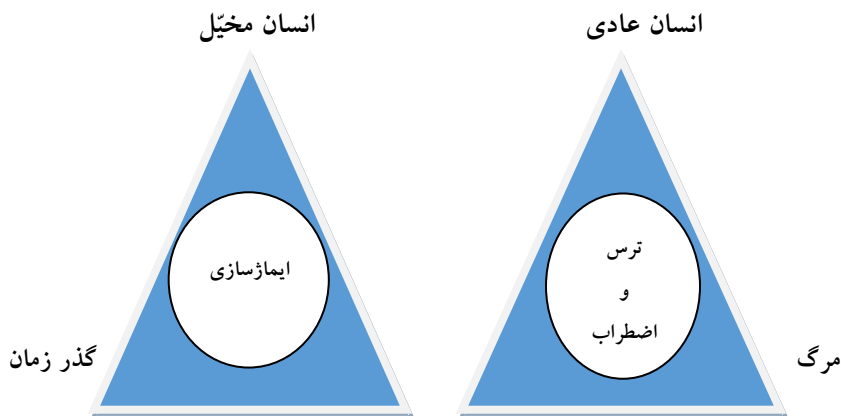 انسان عادی
انسان مخیّل
ترس
و
اضطراب
ایماژسازی
مرگ
گذر زمان